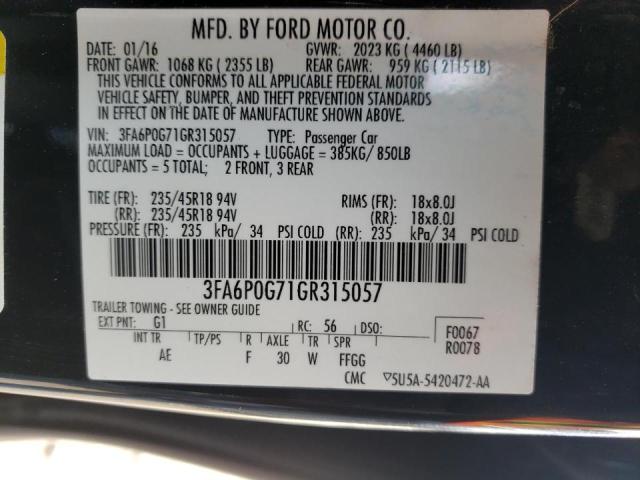 MFD. BY FORD MOTOR CO.
DATE: 01/16 GVWR: 2023 KG ( 4460 LB)
FRONT GAWR: 1068 KG ( 2355 LB) REAR GAWR: 959 KG ( 2115 LB)
THIS VEHICLE CONFORMS TO ALL APPLICABLE FEDERAL MOTOR
VEHICLE SAFETY, BUMPER, AND THEFT PREVENTION STANDARDS
IN EFFECT ON THE DATE OF MANUFACTURE SHOWN ABOVE.
VIN: 3FA6P0G71GR315057 TYPE: Passenger Car
MAXIMUM LOAD = OCCUPANTS + LUGGAGE = 385KG/ 850LB
OCCUPANTS = 5 TOTAL; 2 FRONT, 3 REAR
TIRE (FR): 235/45R18 94V RIMS (FR): 18x8.0J
(RR): 235/45R18 94V (RR): 18x8.0J
PRESSURE (FR): 235 kPa/ 34 PSI COLD (RR): 235 kPa/ 34 PSI COLD
3FA6P0G71GR315057
TRAILER TOWING - SEE OWNER GUIDE
EXT PNT: G1 RC: 56 DSO: F0067
INT TR TP/PS R AXLE TR SPR R0078
AE F 30 W FFGG
CMC ▽5U5A-5420472-AA